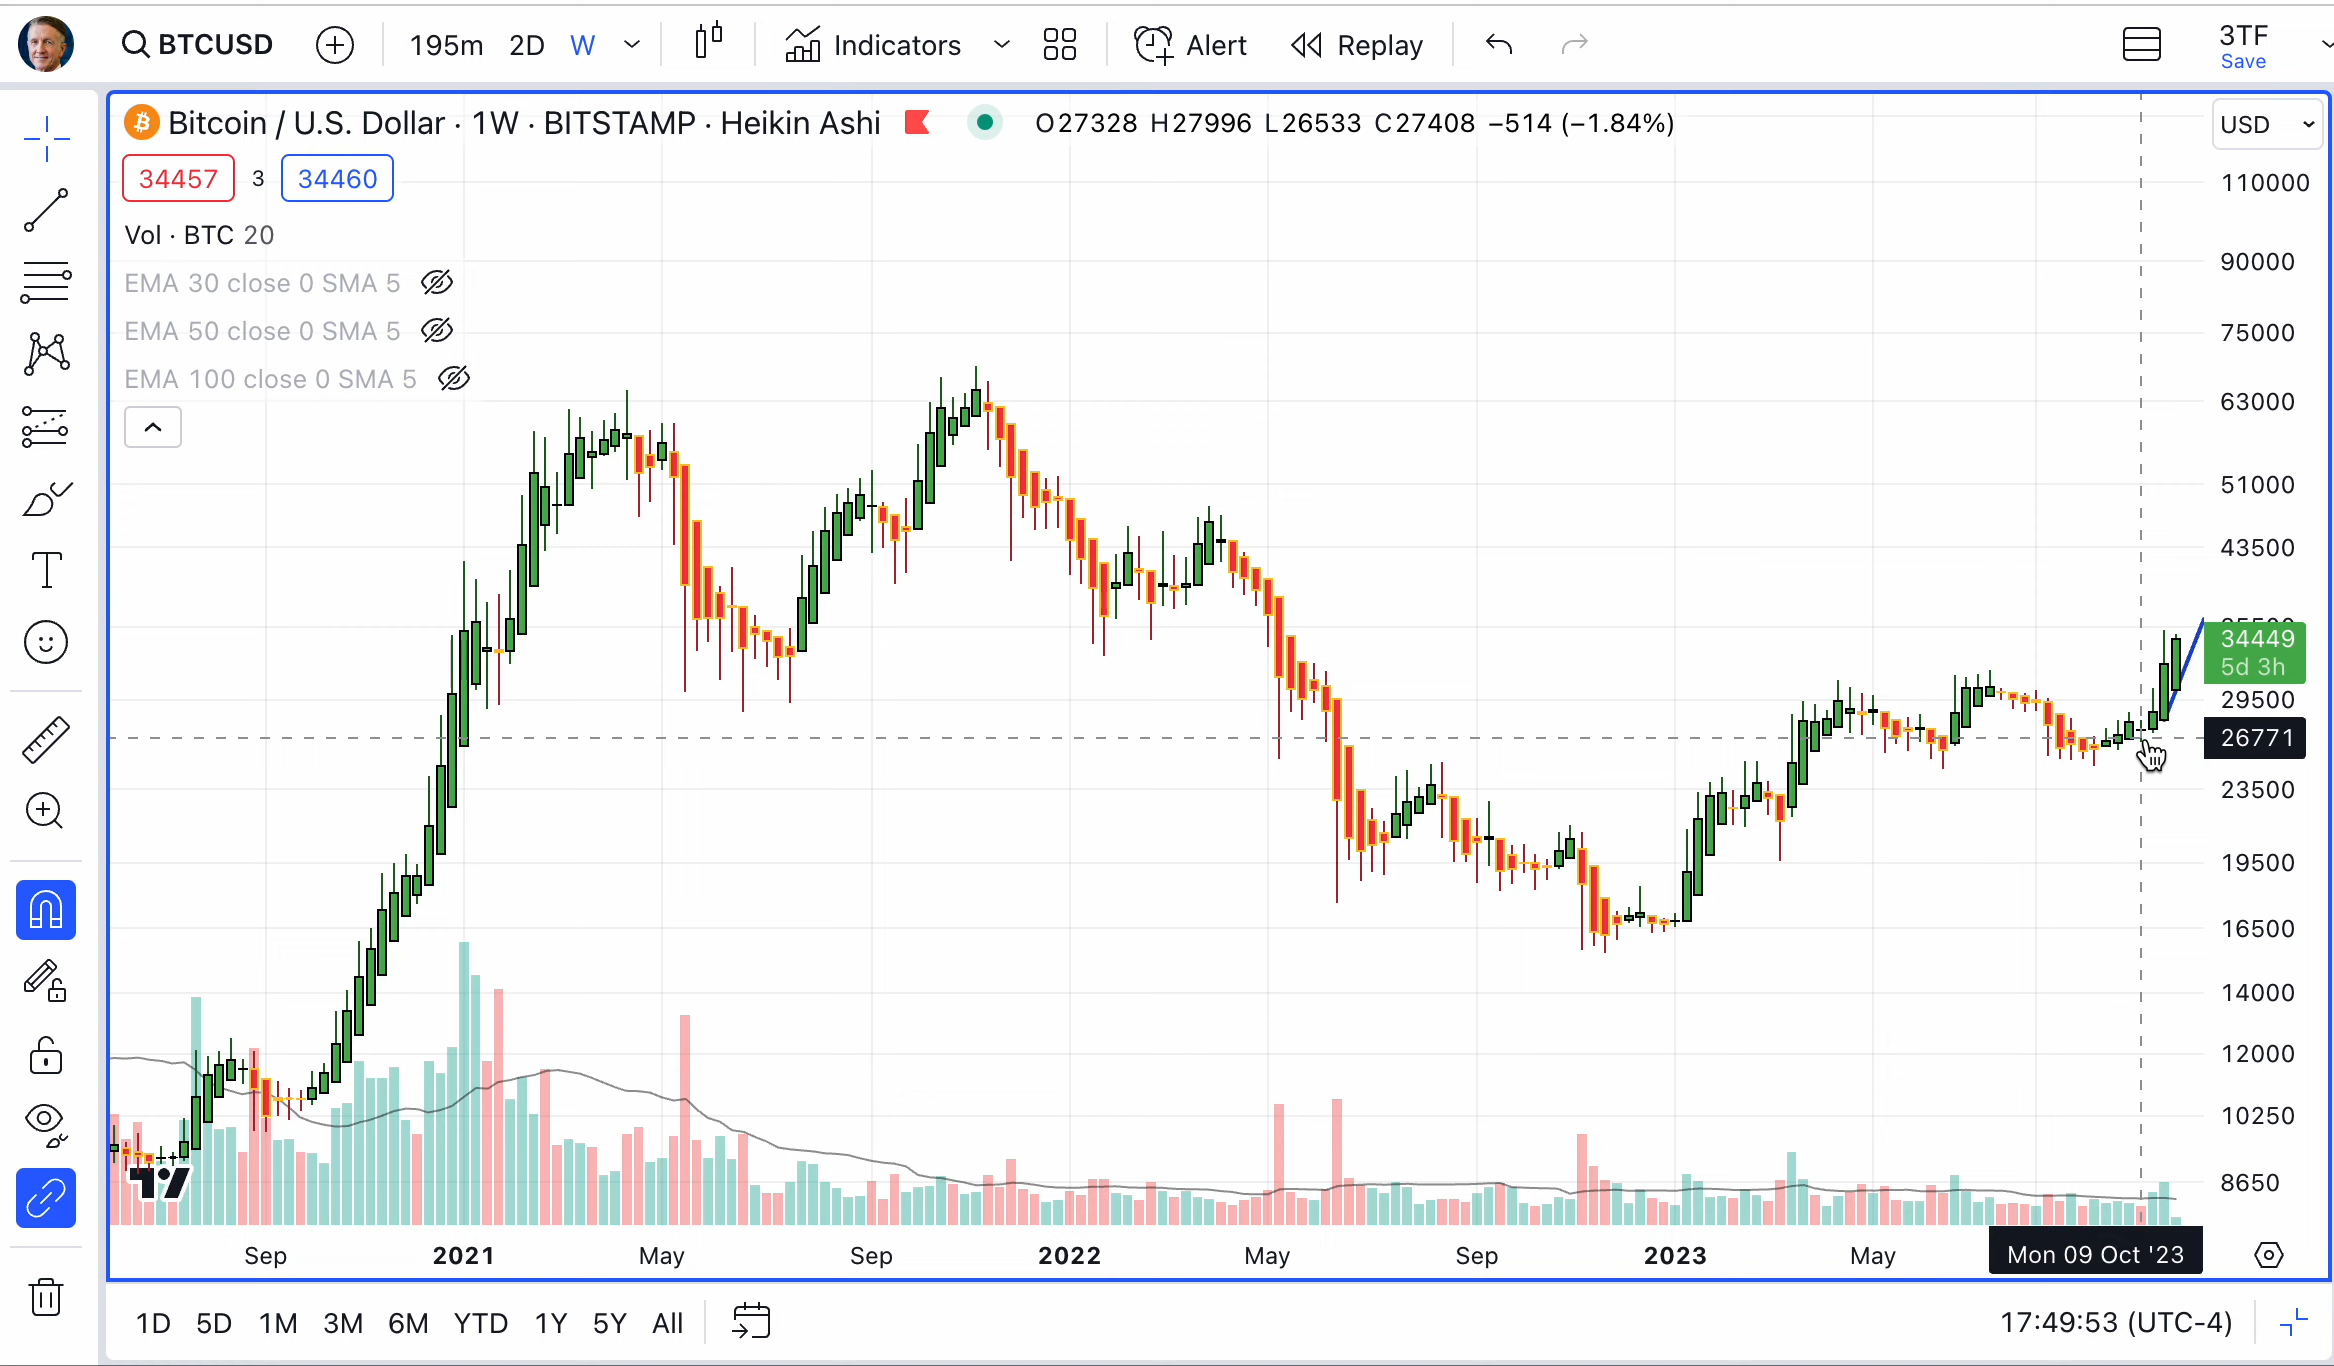 BTCUSD 195m 2D W Indicators Alert Replay 3TF
Save
Bitcoin / U.S. Dollar · 1W · BITSTAMP · Heikin Ashi O27328 H27996 L26533 C27408 −514 (−1.84%) USD
34457 3 34460
Vol · BTC 20
EMA 30 close 0 SMA 5
EMA 50 close 0 SMA 5
EMA 100 close 0 SMA 5
110000
90000
75000
63000
51000
43500
34449
5d 3h
29500
26771
23500
19500
16500
14000
12000
10250
8650
Sep 2021 May Sep 2022 May Sep 2023 May Mon 09 Oct '23
1D 5D 1M 3M 6M YTD 1Y 5Y All 17:49:53 (UTC-4)